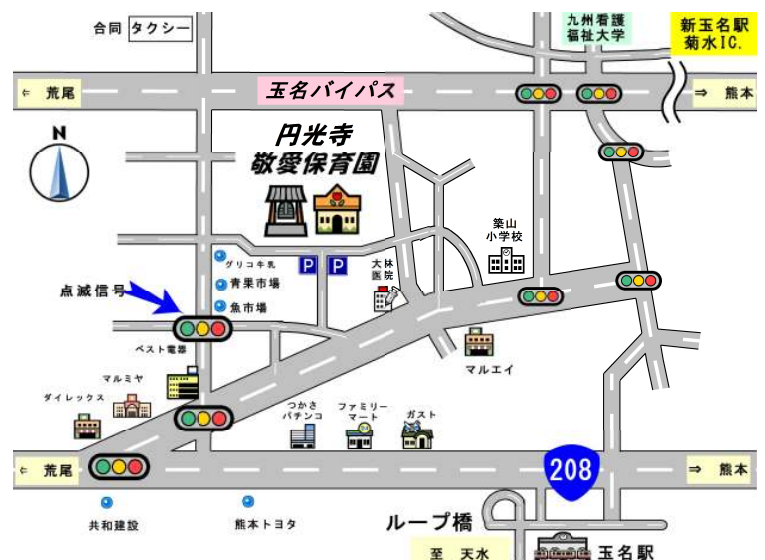 合同 タクシー
九州看護
福祉大学
新玉名駅
菊水IC.
⇦ 荒尾
玉名バイパス
⇒ 熊本
N
円光寺
敬愛保育園
築山
小学校
グリコ牛乳
P P
大林
医院
青果市場
点滅信号
魚市場
ベスト電器
マルエイ
マルミヤ
ダイレックス
つかさ
パチンコ
ファミリー
マート
ガスト
⇦ 荒尾
208
⇒ 熊本
共和建設
熊本トヨタ
ループ橋
至 天水
玉名駅